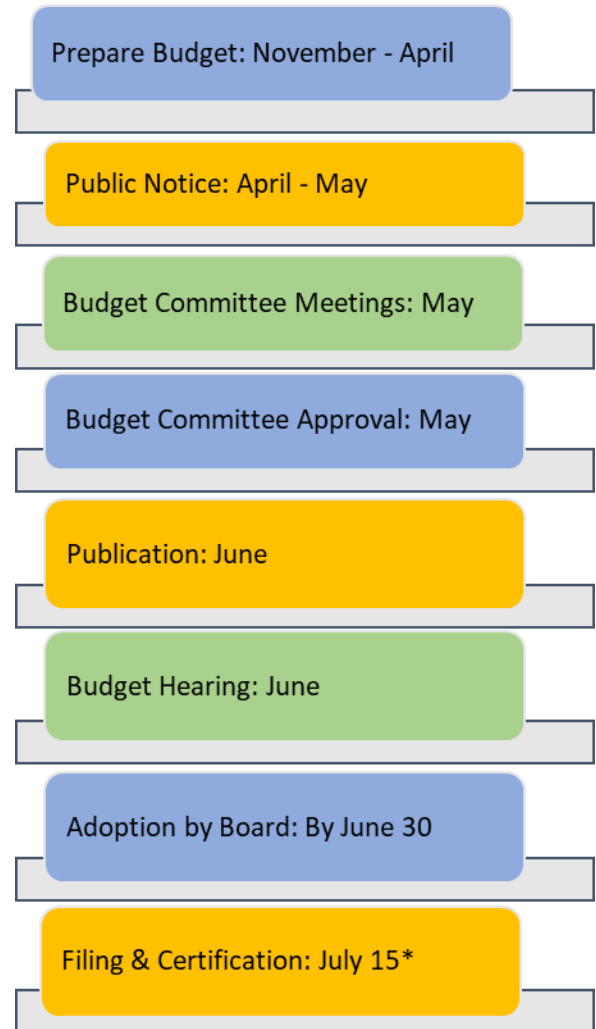 Prepare Budget: November - April
Public Notice: April - May
Budget Committee Meetings: May
Budget Committee Approval: May
Publication: June
Budget Hearing: June
Adoption by Board: By June 30
Filing & Certification: July 15*